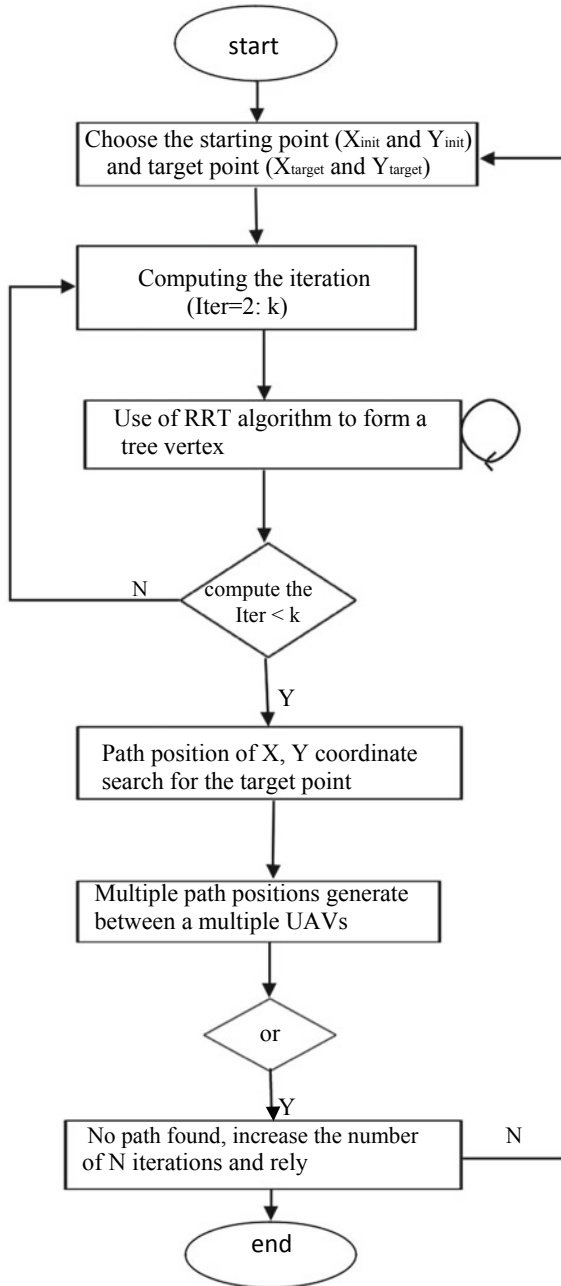 start
Choose the starting point (Xinit and Yinit)
and target point (Xtarget and Ytarget)
Computing the iteration
(Iter=2: k)
Use of RRT algorithm to form a
tree vertex
N
compute the
Iter < k
Y
Path position of X, Y coordinate
search for the target point
Multiple path positions generate
between a multiple UAVs
or
Y
No path found, increase the number
of N iterations and rely
N
end